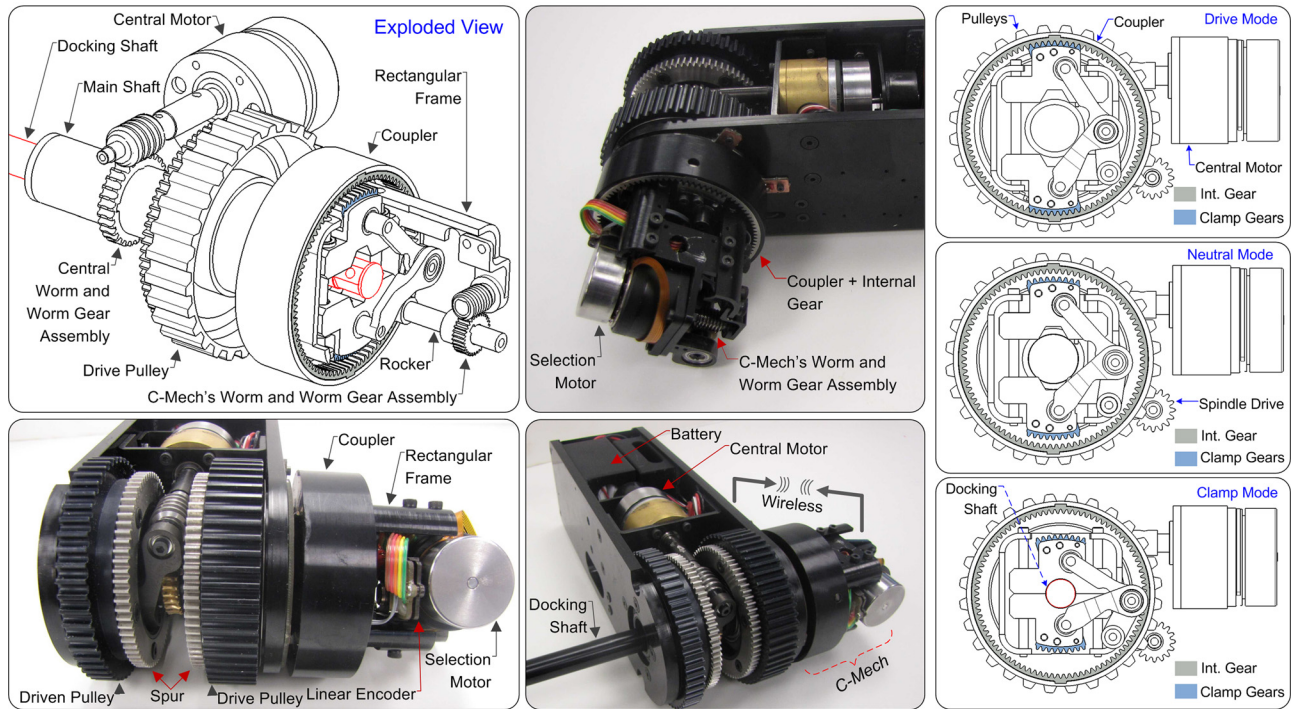 Exploded View
Central Motor
Docking Shaft
Main Shaft
Rectangular
Frame
Coupler
Central
Worm and
Worm Gear
Assembly
Drive Pulley
Rocker
C-Mech's Worm and Worm Gear Assembly
Coupler + Internal
Gear
Selection
Motor
C-Mech's Worm and
Worm Gear Assembly
Coupler
Rectangular
Frame
Driven Pulley
Spur
Drive Pulley
Linear Encoder
Selection
Motor
Battery
Central Motor
Wireless
Docking
Shaft
C-Mech
Drive Mode
Pulleys
Coupler
Central Motor
Int. Gear
Clamp Gears
Neutral Mode
Spindle Drive
Int. Gear
Clamp Gears
Clamp Mode
Docking
Shaft
Int. Gear
Clamp Gears